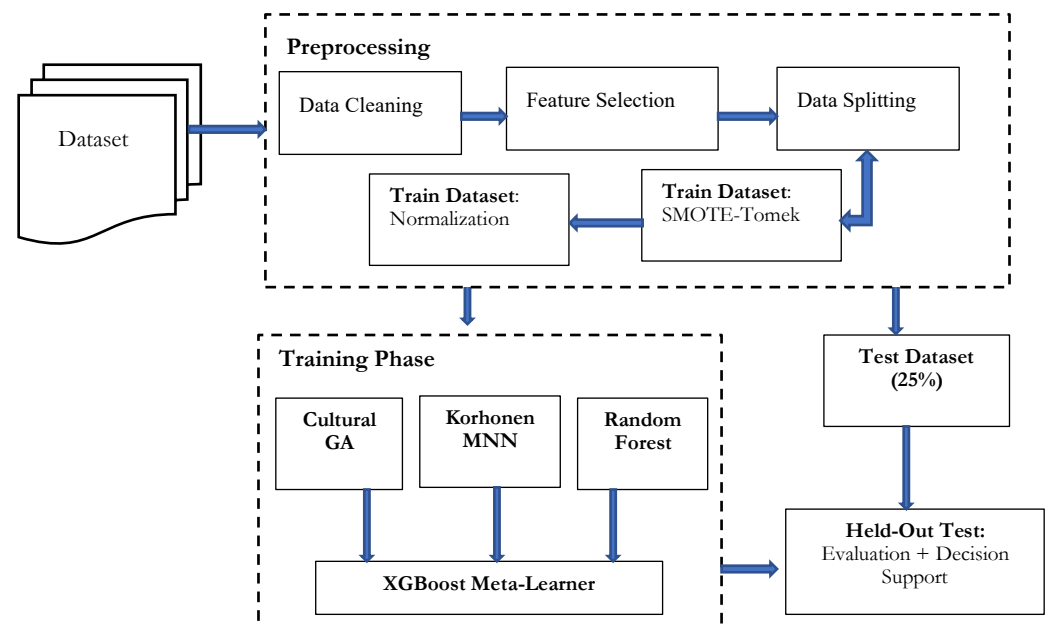 Preprocessing
Dataset
Data Cleaning
Feature Selection
Data Splitting
Train Dataset:
SMOTE-Tomek
Train Dataset:
Normalization
Training Phase
Cultural
GA
Korhonen
MNN
Random
Forest
XGBoost Meta-Learner
Test Dataset
(25%)
Held-Out Test:
Evaluation + Decision
Support